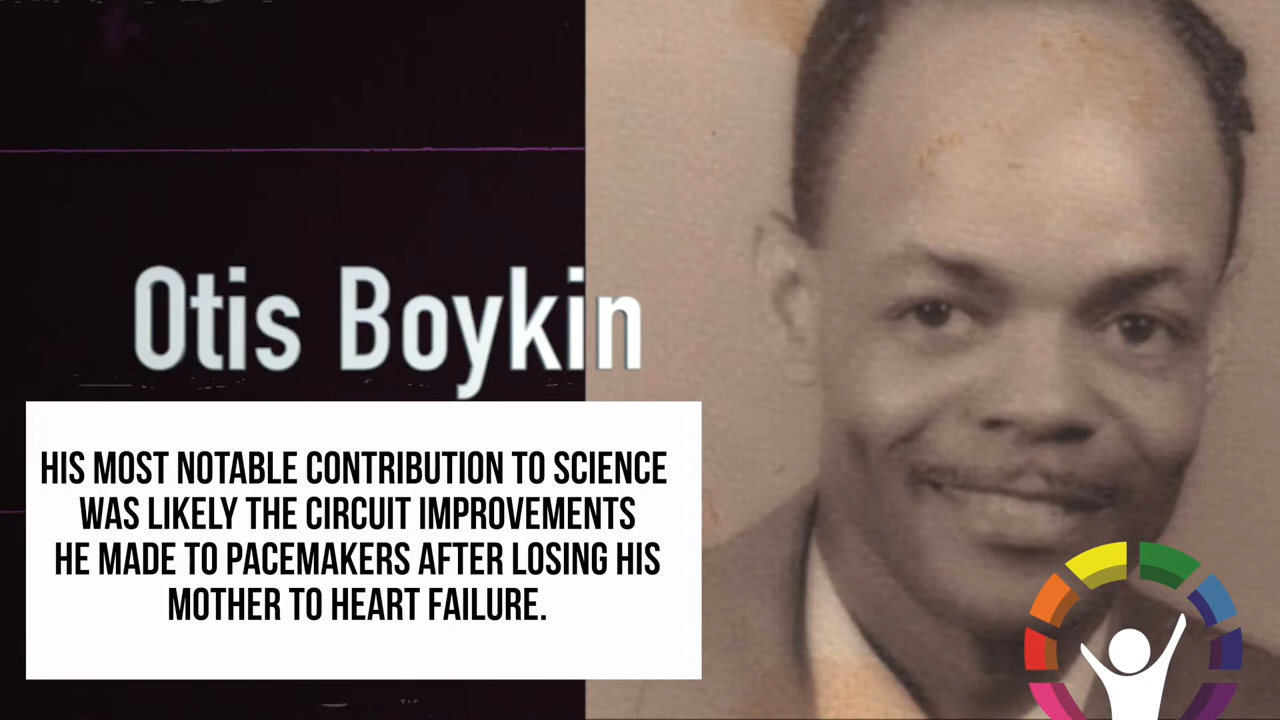 Otis Boykin
HIS MOST NOTABLE CONTRIBUTION TO SCIENCE
WAS LIKELY THE CIRCUIT IMPROVEMENTS
HE MADE TO PACEMAKERS AFTER LOSING HIS
MOTHER TO HEART FAILURE.